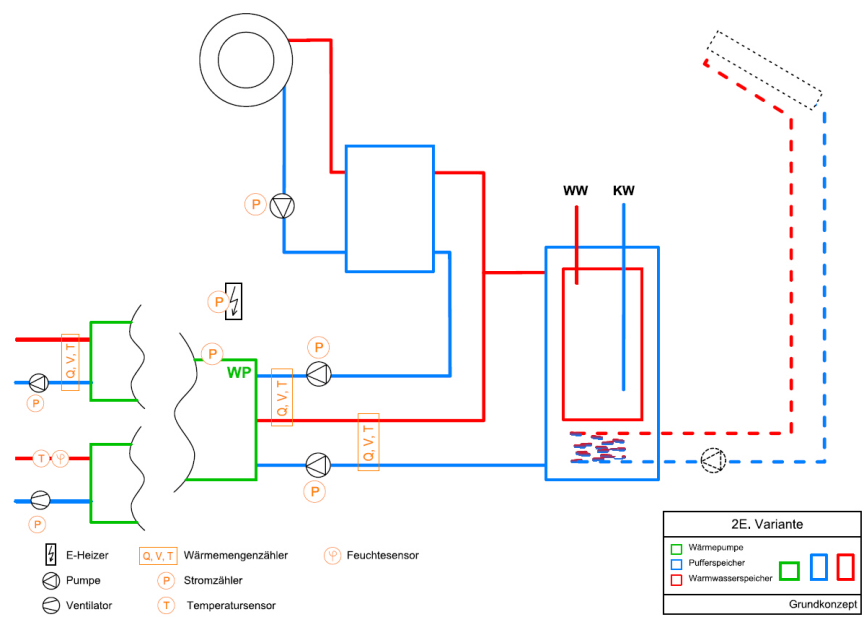 P
WW KW
P
P
P
WP
Q, V, T
Q, V, T
P
Q, V, T
T φ
P
P
2E. Variante
Wärmepumpe
Pufferspeicher
Warmwasserspeicher
Grundkonzept
E-Heizer Q, V, T Wärmemengenzähler φ Feuchtesensor
Pumpe P Stromzähler
Ventilator T Temperatursensor